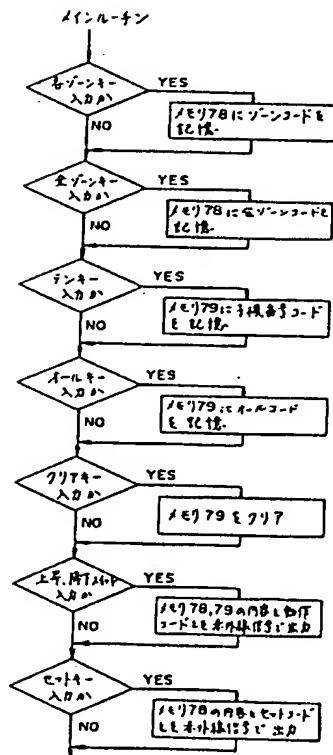 メインルーチン
各ゾーンキー
入力か
YES
メモリ78にゾーンコードを
記憶.
NO
全ゾーンキー
入力か
YES
メモリ78に全ゾーンコードを
記憶.
NO
テンキー
入力か
YES
メモリ79に子機番号コード
を記憶.
NO
オールキー
入力か
YES
メモリ79にオールコード
を記憶.
NO
クリアキー
入力か
YES
メモリ79をクリア
NO
上昇、降下
入力か
YES
メモリ78,79の内容と動作
コードとを赤外線信号で出力
NO
セットキー
入力か
YES
メモリ78の内容とセットコード
とを赤外線信号で出力
NO